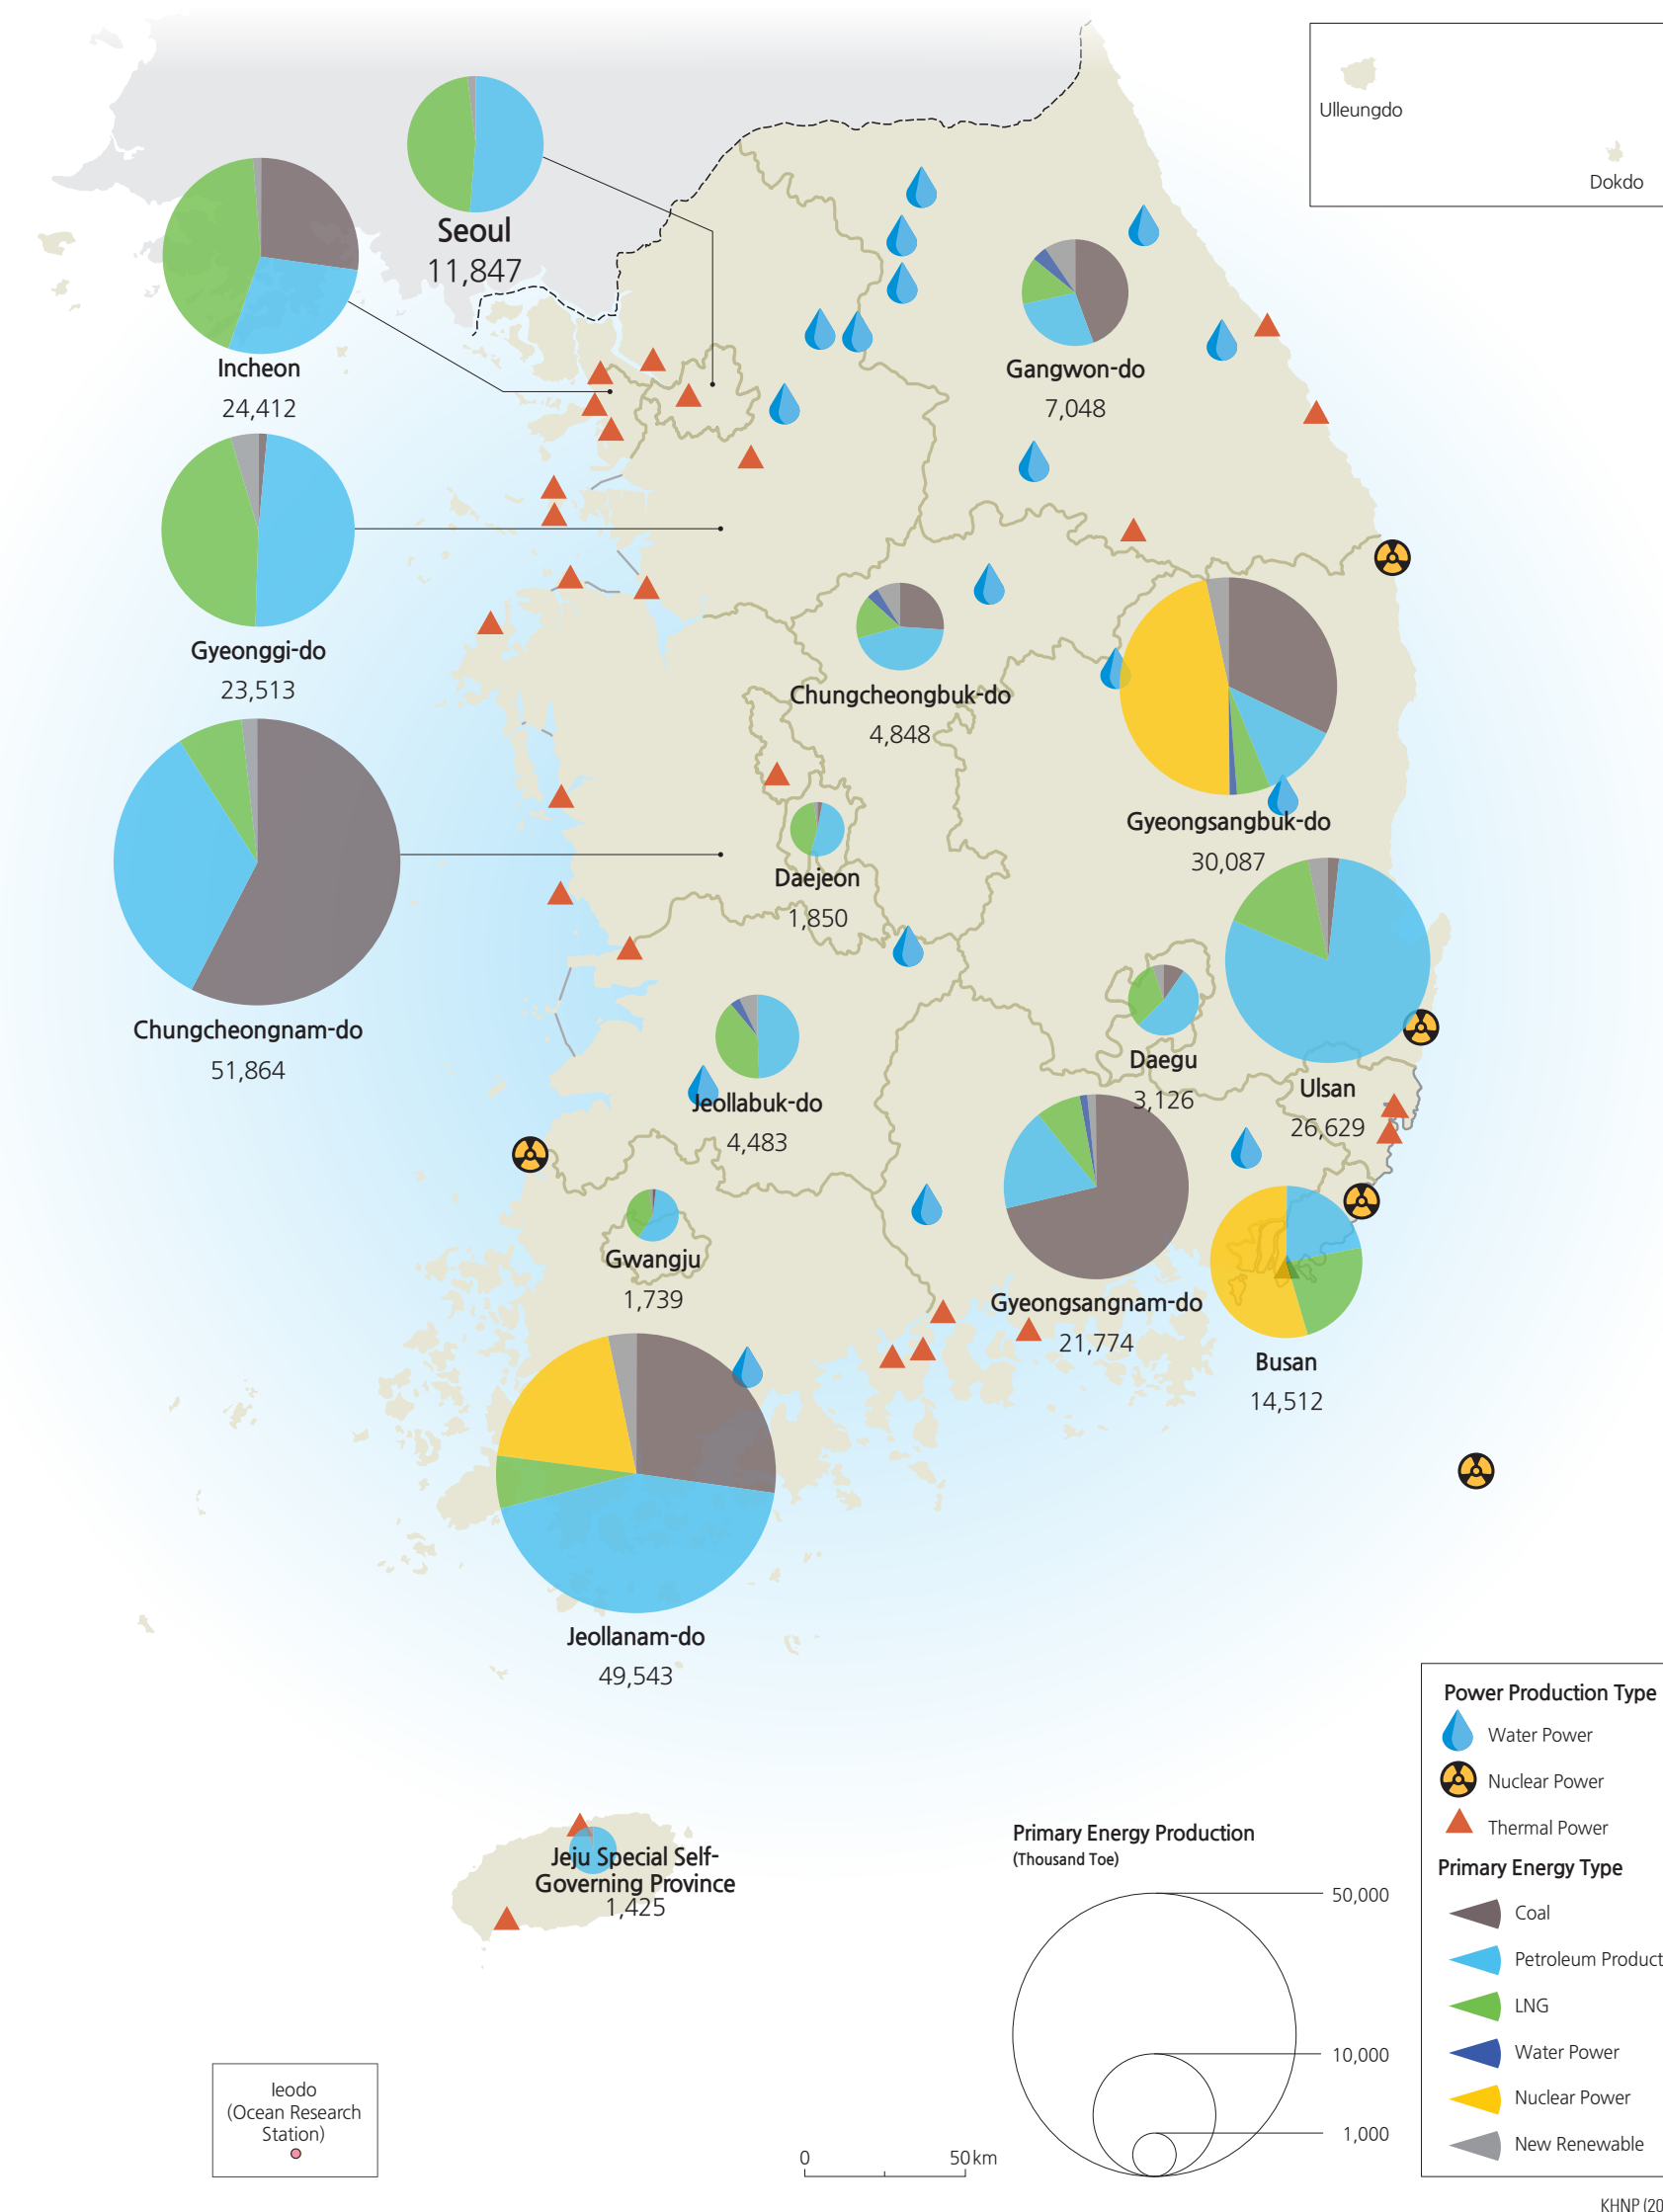 Ulleungdo
Dokdo
Seoul
11,847
Incheon
24,412
Gangwon-do
7,048
Gyeonggi-do
23,513
Chungcheongbuk-do
4,848
Gyeongsangbuk-do
30,087
Daejeon
1,850
Chungcheongnam-do
51,864
Daegu
3,126
Ulsan
26,629
Jeollabuk-do
4,483
Gwangju
1,739
Gyeongsangnam-do
21,774
Busan
14,512
Jeollanam-do
49,543
Jeju Special Self-
Governing Province
1,425
Ieodo
(Ocean Research
Station)
0
50 km
Primary Energy Production
(Thousand Toe)
50,000
10,000
1,000
Power Production Type
Water Power
Nuclear Power
Thermal Power
Primary Energy Type
Coal
Petroleum Product
LNG
Water Power
Nuclear Power
New Renewable
KHNP (20